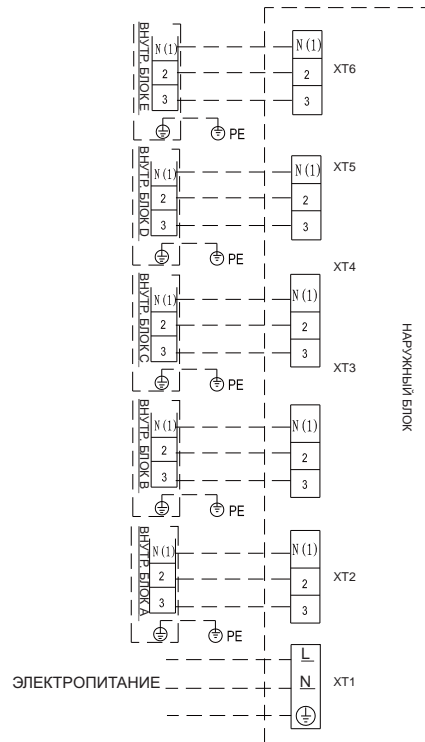 ВНУТР. БЛОК E
N(1)
2
3
N(1)
2
3
XT6
PE
ВНУТР. БЛОК D
N(1)
2
3
N(1)
2
3
XT5
PE
ВНУТР. БЛОК C
N(1)
2
3
N(1)
2
3
XT4
PE
ВНУТР. БЛОК B
N(1)
2
3
N(1)
2
3
XT3
PE
ВНУТР. БЛОК A
N(1)
2
3
N(1)
2
3
XT2
PE
НАРУЖНЫЙ БЛОК
ЭЛЕКТРОПИТАНИЕ
L
N
XT1